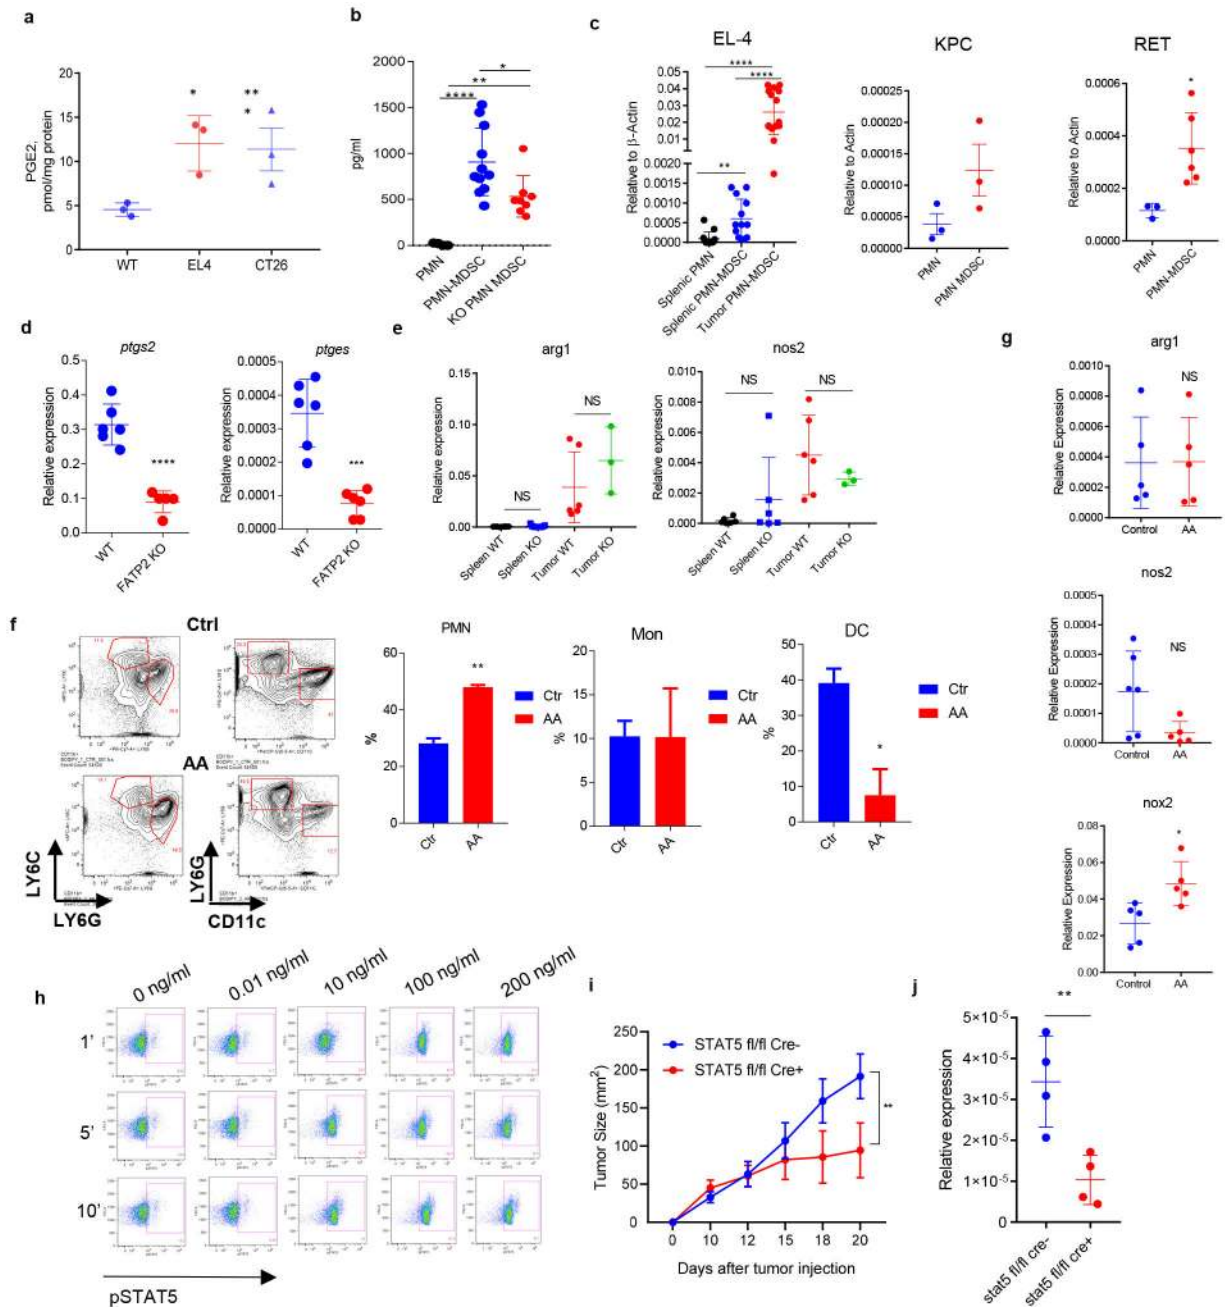 a
20
15
10
5
0
PGE2,
pmol/mg protein
*
**
*
WT
EL4
CT26
b
2000
1500
1000
500
0
pg/ml
*
**
****
PMN
PMN-MDSC
KO PMN MDSC
c
EL-4
Relative to β-Actin
0.05
0.04
0.03
0.02
0.01
0.00
0.0020
0.0015
0.0010
0.0005
0.0000
****
****
**
Splenic PMN
Splenic PMN-MDSC
Tumor PMN-MDSC
KPC
Relative to Actin
0.00025
0.00020
0.00015
0.00010
0.00005
0.00000
PMN
PMN MDSC
RET
Relative to Actin
0.0006
0.0004
0.0002
0.0000
*
PMN
PMN-MDSC
d
ptgs2
Relative expression
0.5
0.4
0.3
0.2
0.1
0.0
****
WT
FATP2 KO
ptges
Relative expression
0.0005
0.0004
0.0003
0.0002
0.0001
0.0000
***
WT
FATP2 KO
e
arg1
Relative expression
0.15
0.10
0.05
0.00
NS
NS
Spleen WT
Spleen KO
Tumor WT
Tumor KO
nos2
Relative expression
0.010
0.008
0.006
0.004
0.002
0.000
NS
NS
Spleen WT
Spleen KO
Tumor WT
Tumor KO
g
arg1
Relative Expression
0.0010
0.0008
0.0006
0.0004
0.0002
0.0000
NS
Control
AA
nos2
Relative Expression
0.0005
0.0004
0.0003
0.0002
0.0001
0.0000
NS
Control
AA
nox2
Relative Expression
0.08
0.06
0.04
0.02
0.00
*
Control
AA
f
Ctrl
AA
LY6C
LY6G
LY6G
CD11c
PMN
%
60
40
20
0
**
Ctr
AA
Ctr
AA
Mon
%
20
15
10
5
0
Ctr
AA
Ctr
AA
DC
%
50
40
30
20
10
0
*
Ctr
AA
Ctr
AA
h
0 ng/ml
0.01 ng/ml
10 ng/ml
100 ng/ml
200 ng/ml
1'
5'
10'
pSTAT5
i
Tumor Size (mm²)
250
200
150
100
50
0
STAT5 fl/fl Cre-
STAT5 fl/fl Cre+
**
0
10
12
15
18
20
Days after tumor injection
j
Relative expression
5×10⁻⁵
4×10⁻⁵
3×10⁻⁵
2×10⁻⁵
1×10⁻⁵
0
**
stat5 fl/fl cre-
stat5 fl/fl cre+